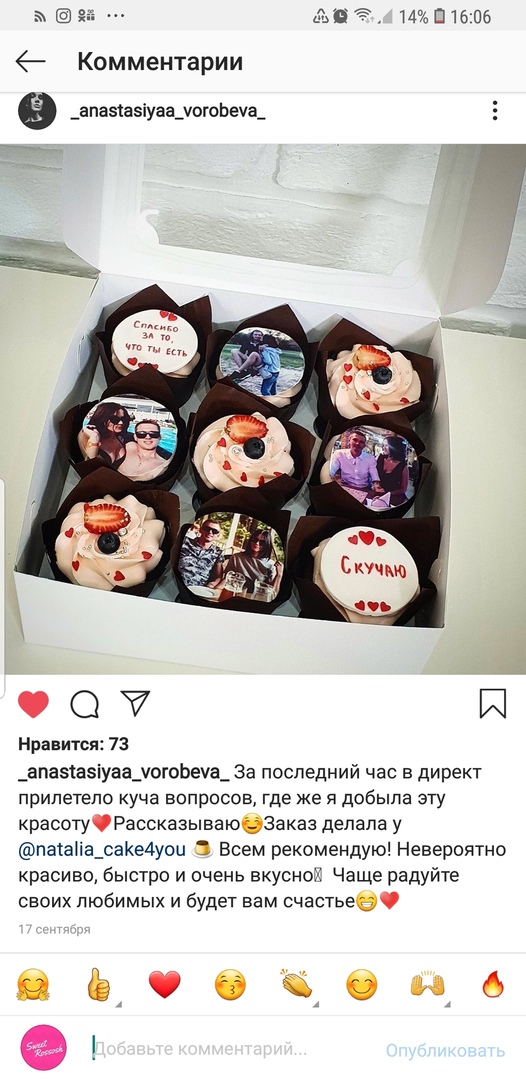 14% 16:06
Комментарии
_anastasiyaa_vorobeva_
Спасибо
за то,
что ты есть
Скучаю
Нравится: 73
_anastasiyaa_vorobeva_ За последний час в директ
прилетело куча вопросов, где же я добыла эту
красоту❤️Рассказываю☺️Заказ делала у
@natalia_cake4you 🍮 Всем рекомендую! Невероятно
красиво, быстро и очень вкусно Чаще радуйте
своих любимых и будет вам счастье😁❤️
17 сентября
Sweet
Rossosh
Добавьте комментарий... Опубликовать